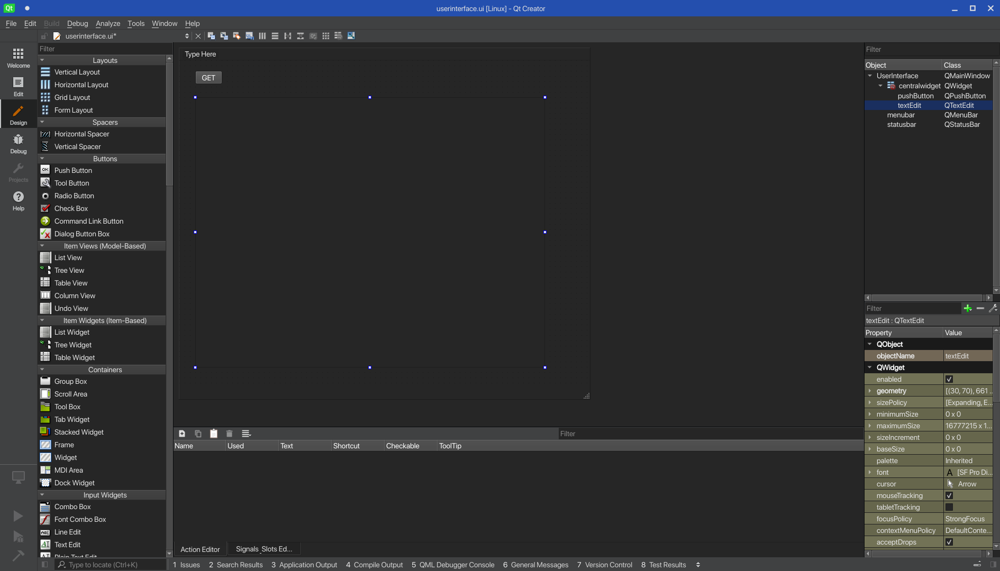 Qt
userinterface.ui [Linux] - Qt Creator
File Edit Build Debug Analyze Tools Window Help
userinterface.ui*
Welcome
Edit
Design
Debug
Projects
Help
Filter
Layouts
Vertical Layout
Horizontal Layout
Grid Layout
Form Layout
Spacers
Horizontal Spacer
Vertical Spacer
Buttons
Push Button
Tool Button
Radio Button
Check Box
Command Link Button
Dialog Button Box
Item Views (Model-Based)
List View
Tree View
Table View
Column View
Undo View
Item Widgets (Item-Based)
List Widget
Tree Widget
Table Widget
Containers
Group Box
Scroll Area
Tool Box
Tab Widget
Stacked Widget
Frame
Widget
MDI Area
Dock Widget
Input Widgets
Combo Box
Font Combo Box
Line Edit
Text Edit
Plain Text Edit
Type Here
GET
Filter
Name Used Text Shortcut Checkable ToolTip
Action Editor Signals_Slots Ed...
Filter
Object Class
UserInterface QMainWindow
centralwidget QWidget
pushButton QPushButton
textEdit QTextEdit
menubar QMenuBar
statusbar QStatusBar
Filter
textEdit : QTextEdit
Property Value
QObject
objectName textEdit
QWidget
enabled
geometry [(30, 70), 661 ...
sizePolicy [Expanding, E...
minimumSize 0 x 0
maximumSize 16777215 x 1...
sizeIncrement 0 x 0
baseSize 0 x 0
palette Inherited
font A [SF Pro Di...
cursor Arrow
mouseTracking
tabletTracking
focusPolicy StrongFocus
contextMenuPolicy DefaultConte...
acceptDrops
Type to locate (Ctrl+K) 1 Issues 2 Search Results 3 Application Output 4 Compile Output 5 QML Debugger Console 6 General Messages 7 Version Control 8 Test Results